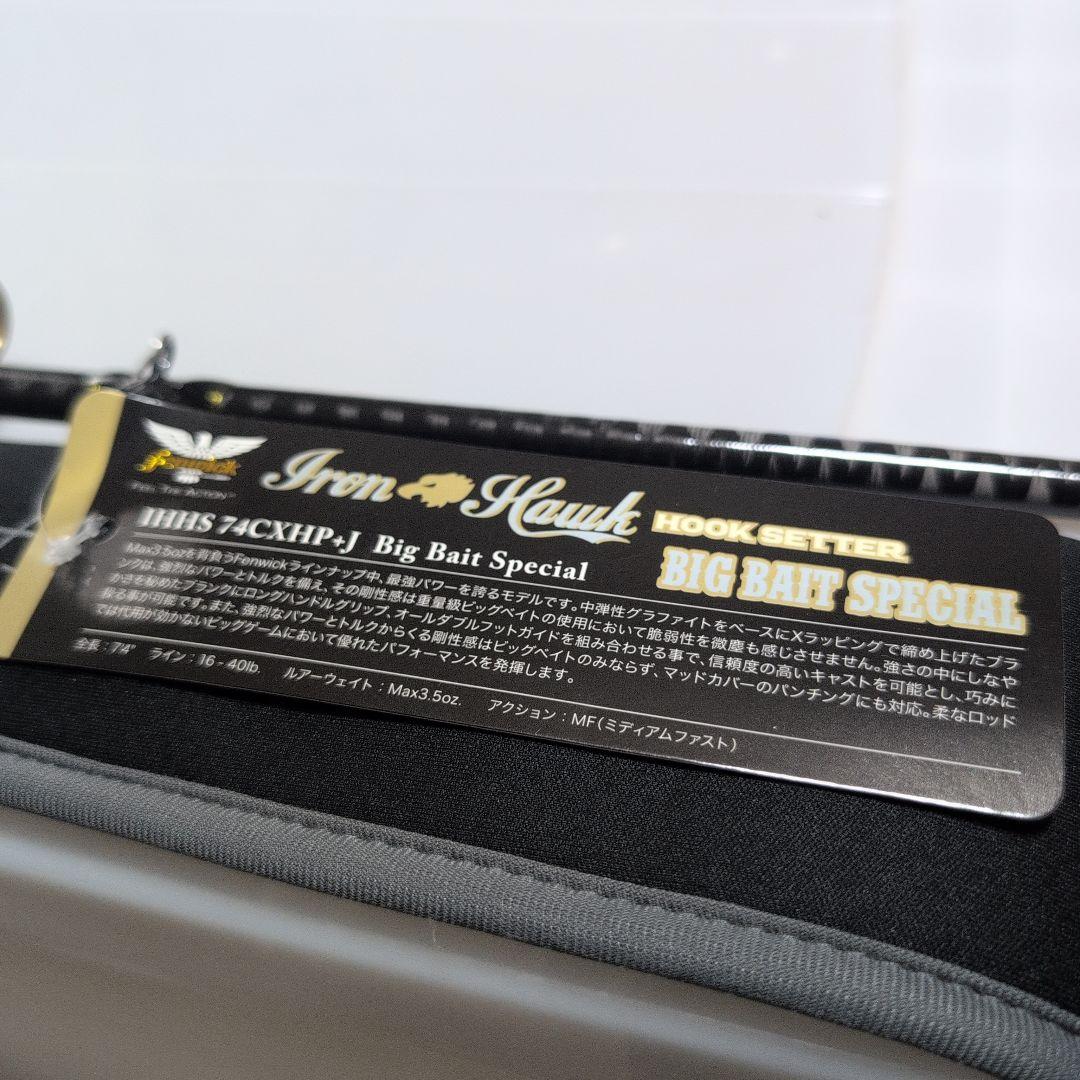 Fenwick
FEEL THE ACTION™
Iron Hawk HOOK SETTER
IHHS 74CXHP+J Big Bait Special
BIG BAIT SPECIAL
Max3.5ozを背負うFenwickラインナップ中、最強パワーを誇るモデルです。中弾性グラファイトをベースにXラッピングで締め上げたブラ
ンクは、強烈なパワーとトルクを備え、その剛性感は重量級ビッグベイトの使用において脆弱性を微塵も感じさせません。強さの中にしなや
かさを秘めたブランクにロングハンドルグリップ、オールダブルフットガイドを組み合わせる事で、信頼度の高いキャストを可能とし、巧みに
操る事が可能です。また、強烈なパワーとトルクからくる剛性感はビッグベイトのみならず、マッドカバーのパンチングにも対応。柔なロッド
では代用が効かないビッグゲームにおいて優れたパフォーマンスを発揮します。
全長：7'4" ライン：16 - 40lb. ルアーウェイト：Max3.5oz. アクション：MF（ミディアムファスト）